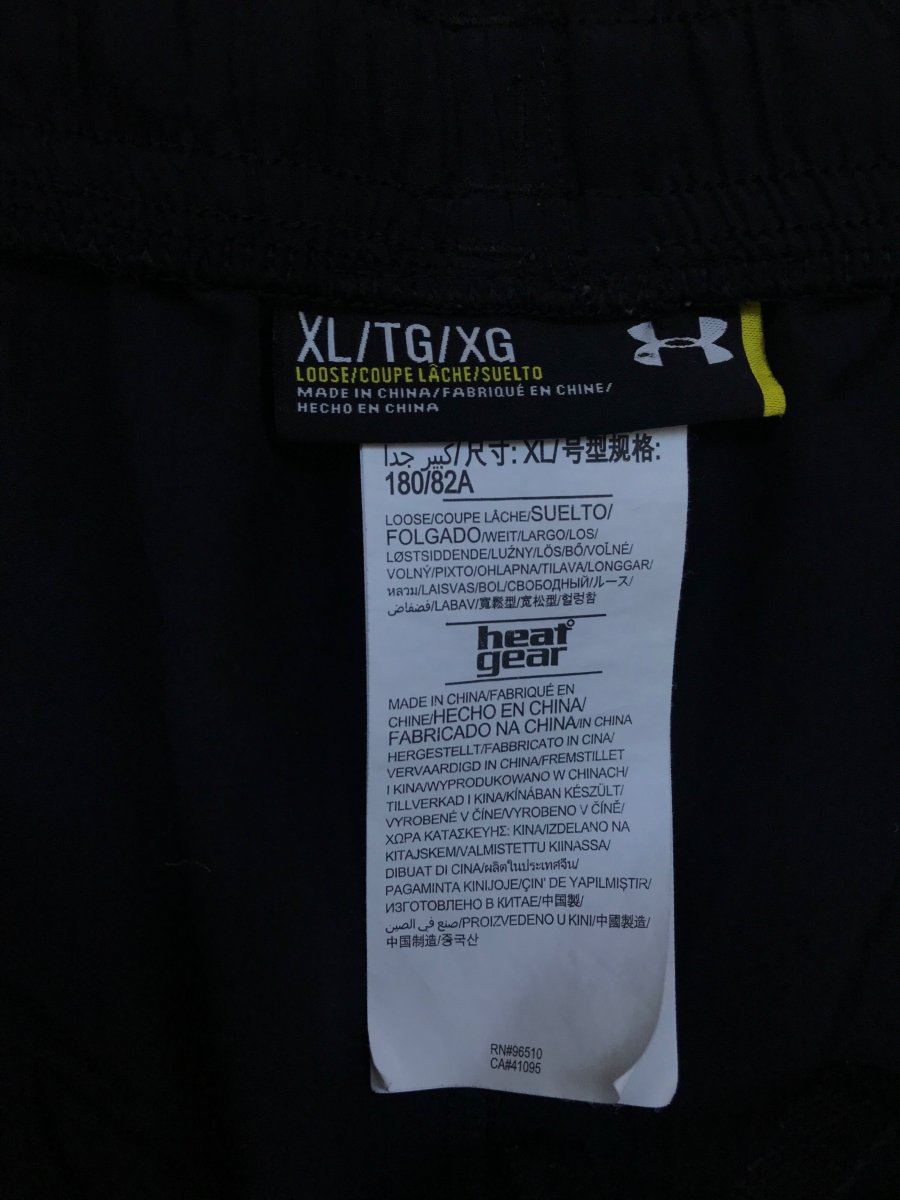 XL/TG/XG
LOOSE/COUPE LÂCHE/SUELTO
MADE IN CHINA/FABRIQUÉ EN CHINE/
HECHO EN CHINA
كبير جدا/尺寸: XL/号型规格:
180/82A
LOOSE/COUPE LÂCHE/SUELTO/
FOLGADO/WEIT/LARGO/LOS/
LØSTSIDDENDE/LUŹNY/LÖS/BŐ/VOĽNÉ/
VOLNÝ/PIXTO/OHLAPNA/TILAVA/LONGGAR/
หลวม/LAISVAS/BOL/СВОБОДНЫЙ/ルース/
فضفاض/LABAV/寬鬆型/宽松型/헐렁함
heat
gear
MADE IN CHINA/FABRIQUÉ EN
CHINE/HECHO EN CHINA/
FABRICADO NA CHINA/IN CHINA
HERGESTELLT/FABBRICATO IN CINA/
VERVAARDIGD IN CHINA/FREMSTILLET
I KINA/WYPRODUKOWANO W CHINACH/
TILLVERKAD I KINA/KÍNÁBAN KÉSZÜLT/
VYROBENÉ V ČÍNE/VYROBENO V ČÍNĚ/
ΧΩΡΑ ΚΑΤΑΣΚΕΥΗΣ: ΚΙΝΑ/IZDELANO NA
KITAJSKEM/VALMISTETTU KIINASSA/
DIBUAT DI CINA/ผลิตในประเทศจีน/
PAGAMINTA KINIJOJE/ÇIN' DE YAPILMIŞTIR/
ИЗГОТОВЛЕНО В КИТАЕ/中国製/
صنع في الصين/PROIZVEDENO U KINI/中國製造/
中国制造/중국산
RN#96510
CA#41095